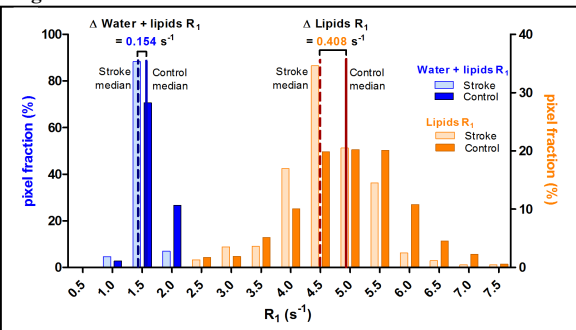 Δ Water + lipids R1
= 0.154 s-1
Δ Lipids R1
= 0.408 s-1
Stroke
median
Control
median
Stroke
median
Control
median
Water + lipids R1
Stroke
Control
Lipids R1
Stroke
Control
pixel fraction (%)
100
80
60
40
20
0
pixel fraction (%)
40
30
20
10
0
0.5 1.0 1.5 2.0 2.5 3.0 3.5 4.0 4.5 5.0 5.5 6.0 6.5 7.0 7.5
R1 (s-1)